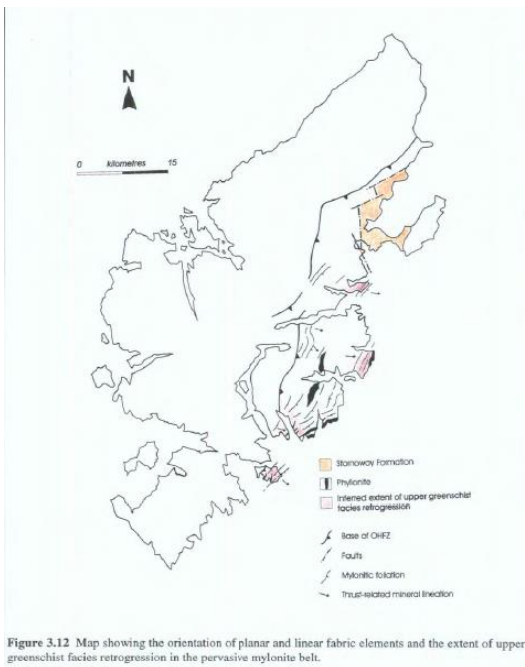 N
0 kilometres 15
Stornoway Formation
Phyllonite
Inferred extent of upper greenschist
facies retrogression
Base of OHFZ
Faults
Mylonitic foliation
Thrust-related mineral lineation
Figure 3.12 Map showing the orientation of planar and linear fabric elements and the extent of upper
greenschist facies retrogression in the pervasive mylonite belt.